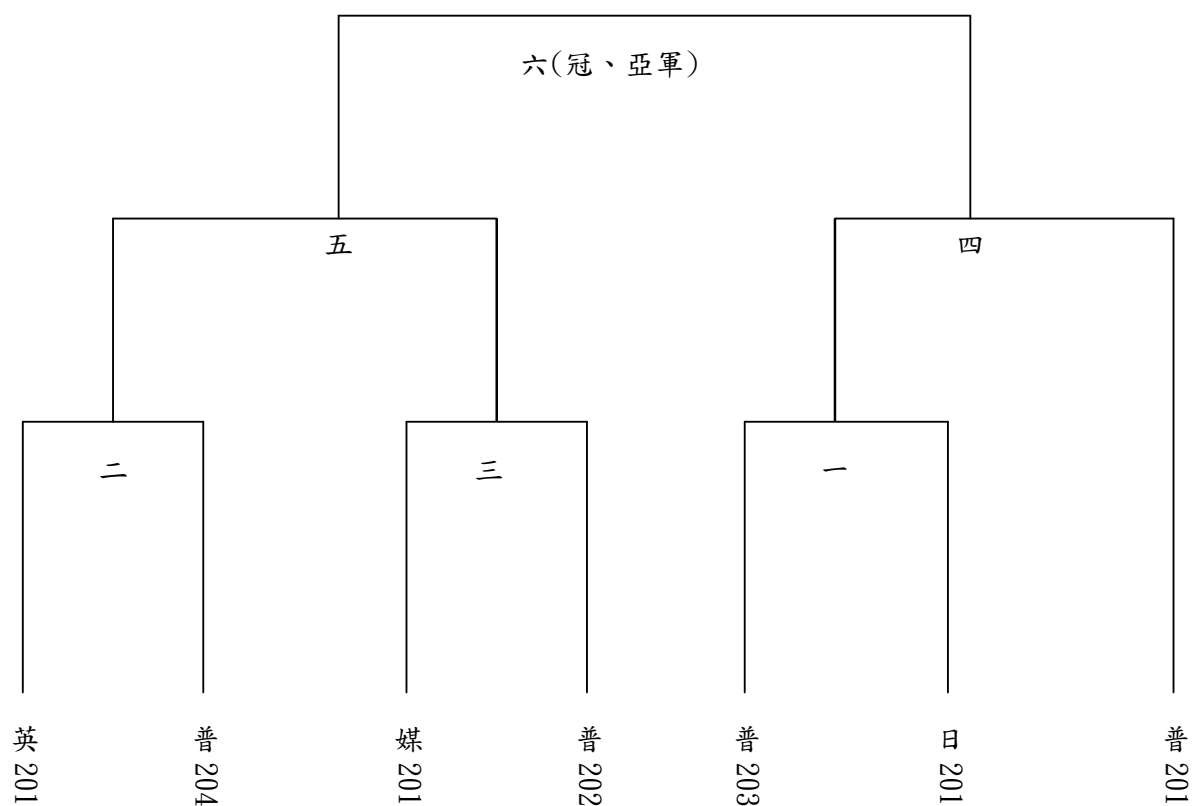 六(冠、亞軍)
五
四
二
三
一
英 201
普 204
媒 201
普 202
普 203
日 201
普 201